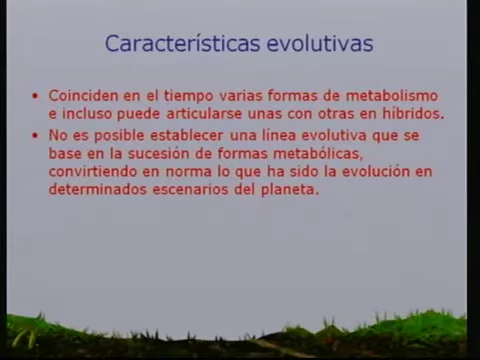 Características evolutivas
• Coinciden en el tiempo varias formas de metabolismo
e incluso puede articularse unas con otras en híbridos.
• No es posible establecer una línea evolutiva que se
base en la sucesión de formas metabólicas,
convirtiendo en norma lo que ha sido la evolución en
determinados escenarios del planeta.